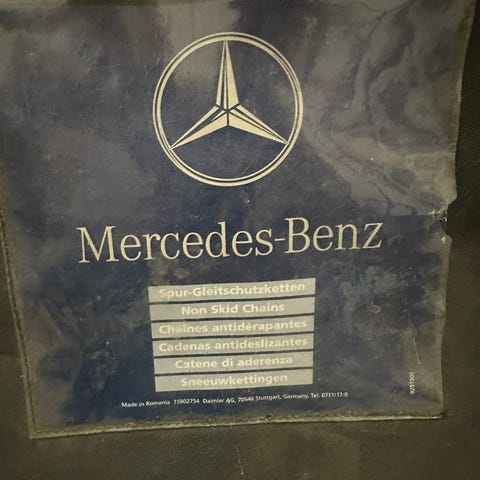 Mercedes-Benz
Spur-Gleitschutzketten
Non Skid Chains
Chaînes antidérapantes
Cadenas antideslizantes
Catene di aderenza
Sneeuwkettingen
Made in Romania 15802754 Daimler AG, 70546 Stuttgart, Germany, Tel: 0711/17-0